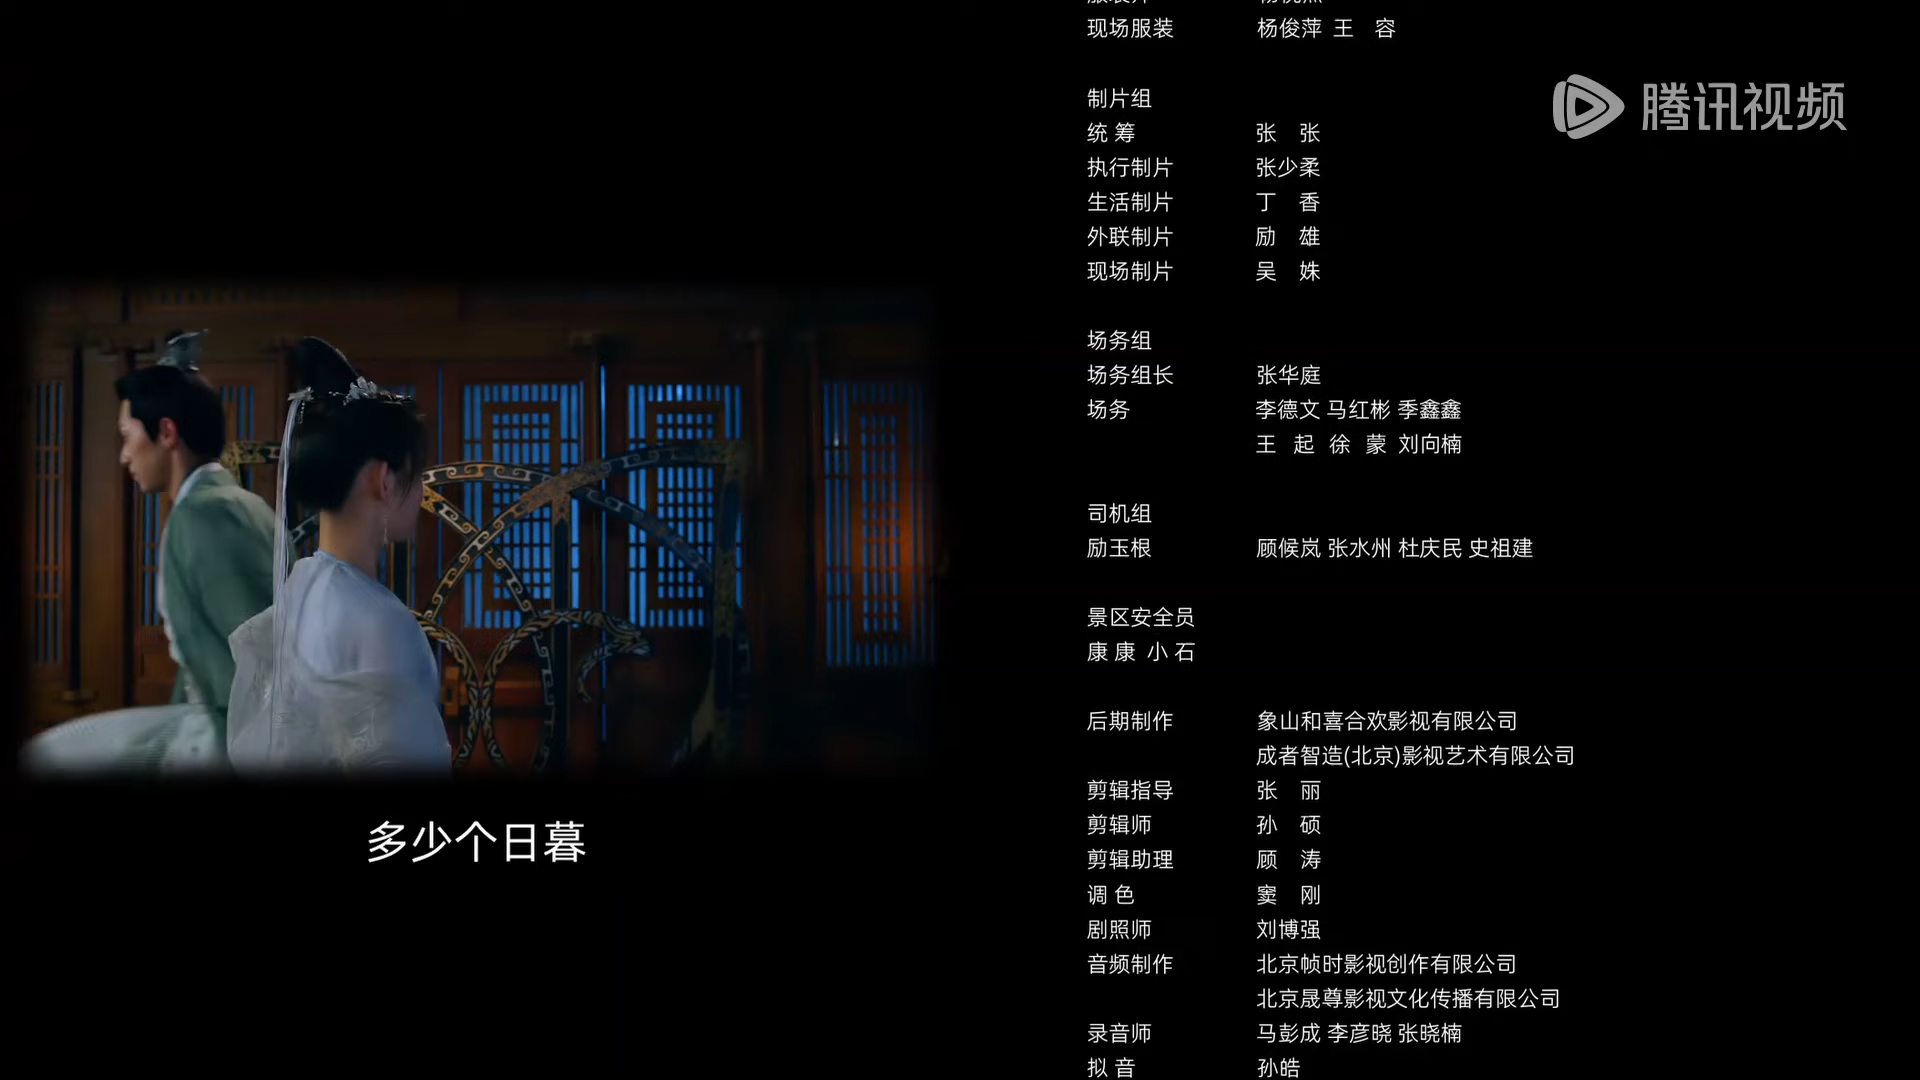 现场服装 杨俊萍 王 容
腾讯视频
制片组
统 筹 张 张
执行制片 张少柔
生活制片 丁 香
外联制片 励 雄
现场制片 吴 姝
场务组
场务组长 张华庭
场务 李德文 马红彬 季鑫鑫
王 起 徐 蒙 刘向楠
司机组
励玉根 顾候岚 张水州 杜庆民 史祖建
景区安全员
康 康 小 石
后期制作 象山和喜合欢影视有限公司
成者智造(北京)影视艺术有限公司
剪辑指导 张 丽
剪辑师 孙 硕
剪辑助理 顾 涛
调 色 窦 刚
剧照师 刘博强
音频制作 北京帧时影视创作有限公司
北京晟尊影视文化传播有限公司
录音师 马彭成 李彦晓 张晓楠
拟 音 孙皓
多少个日暮